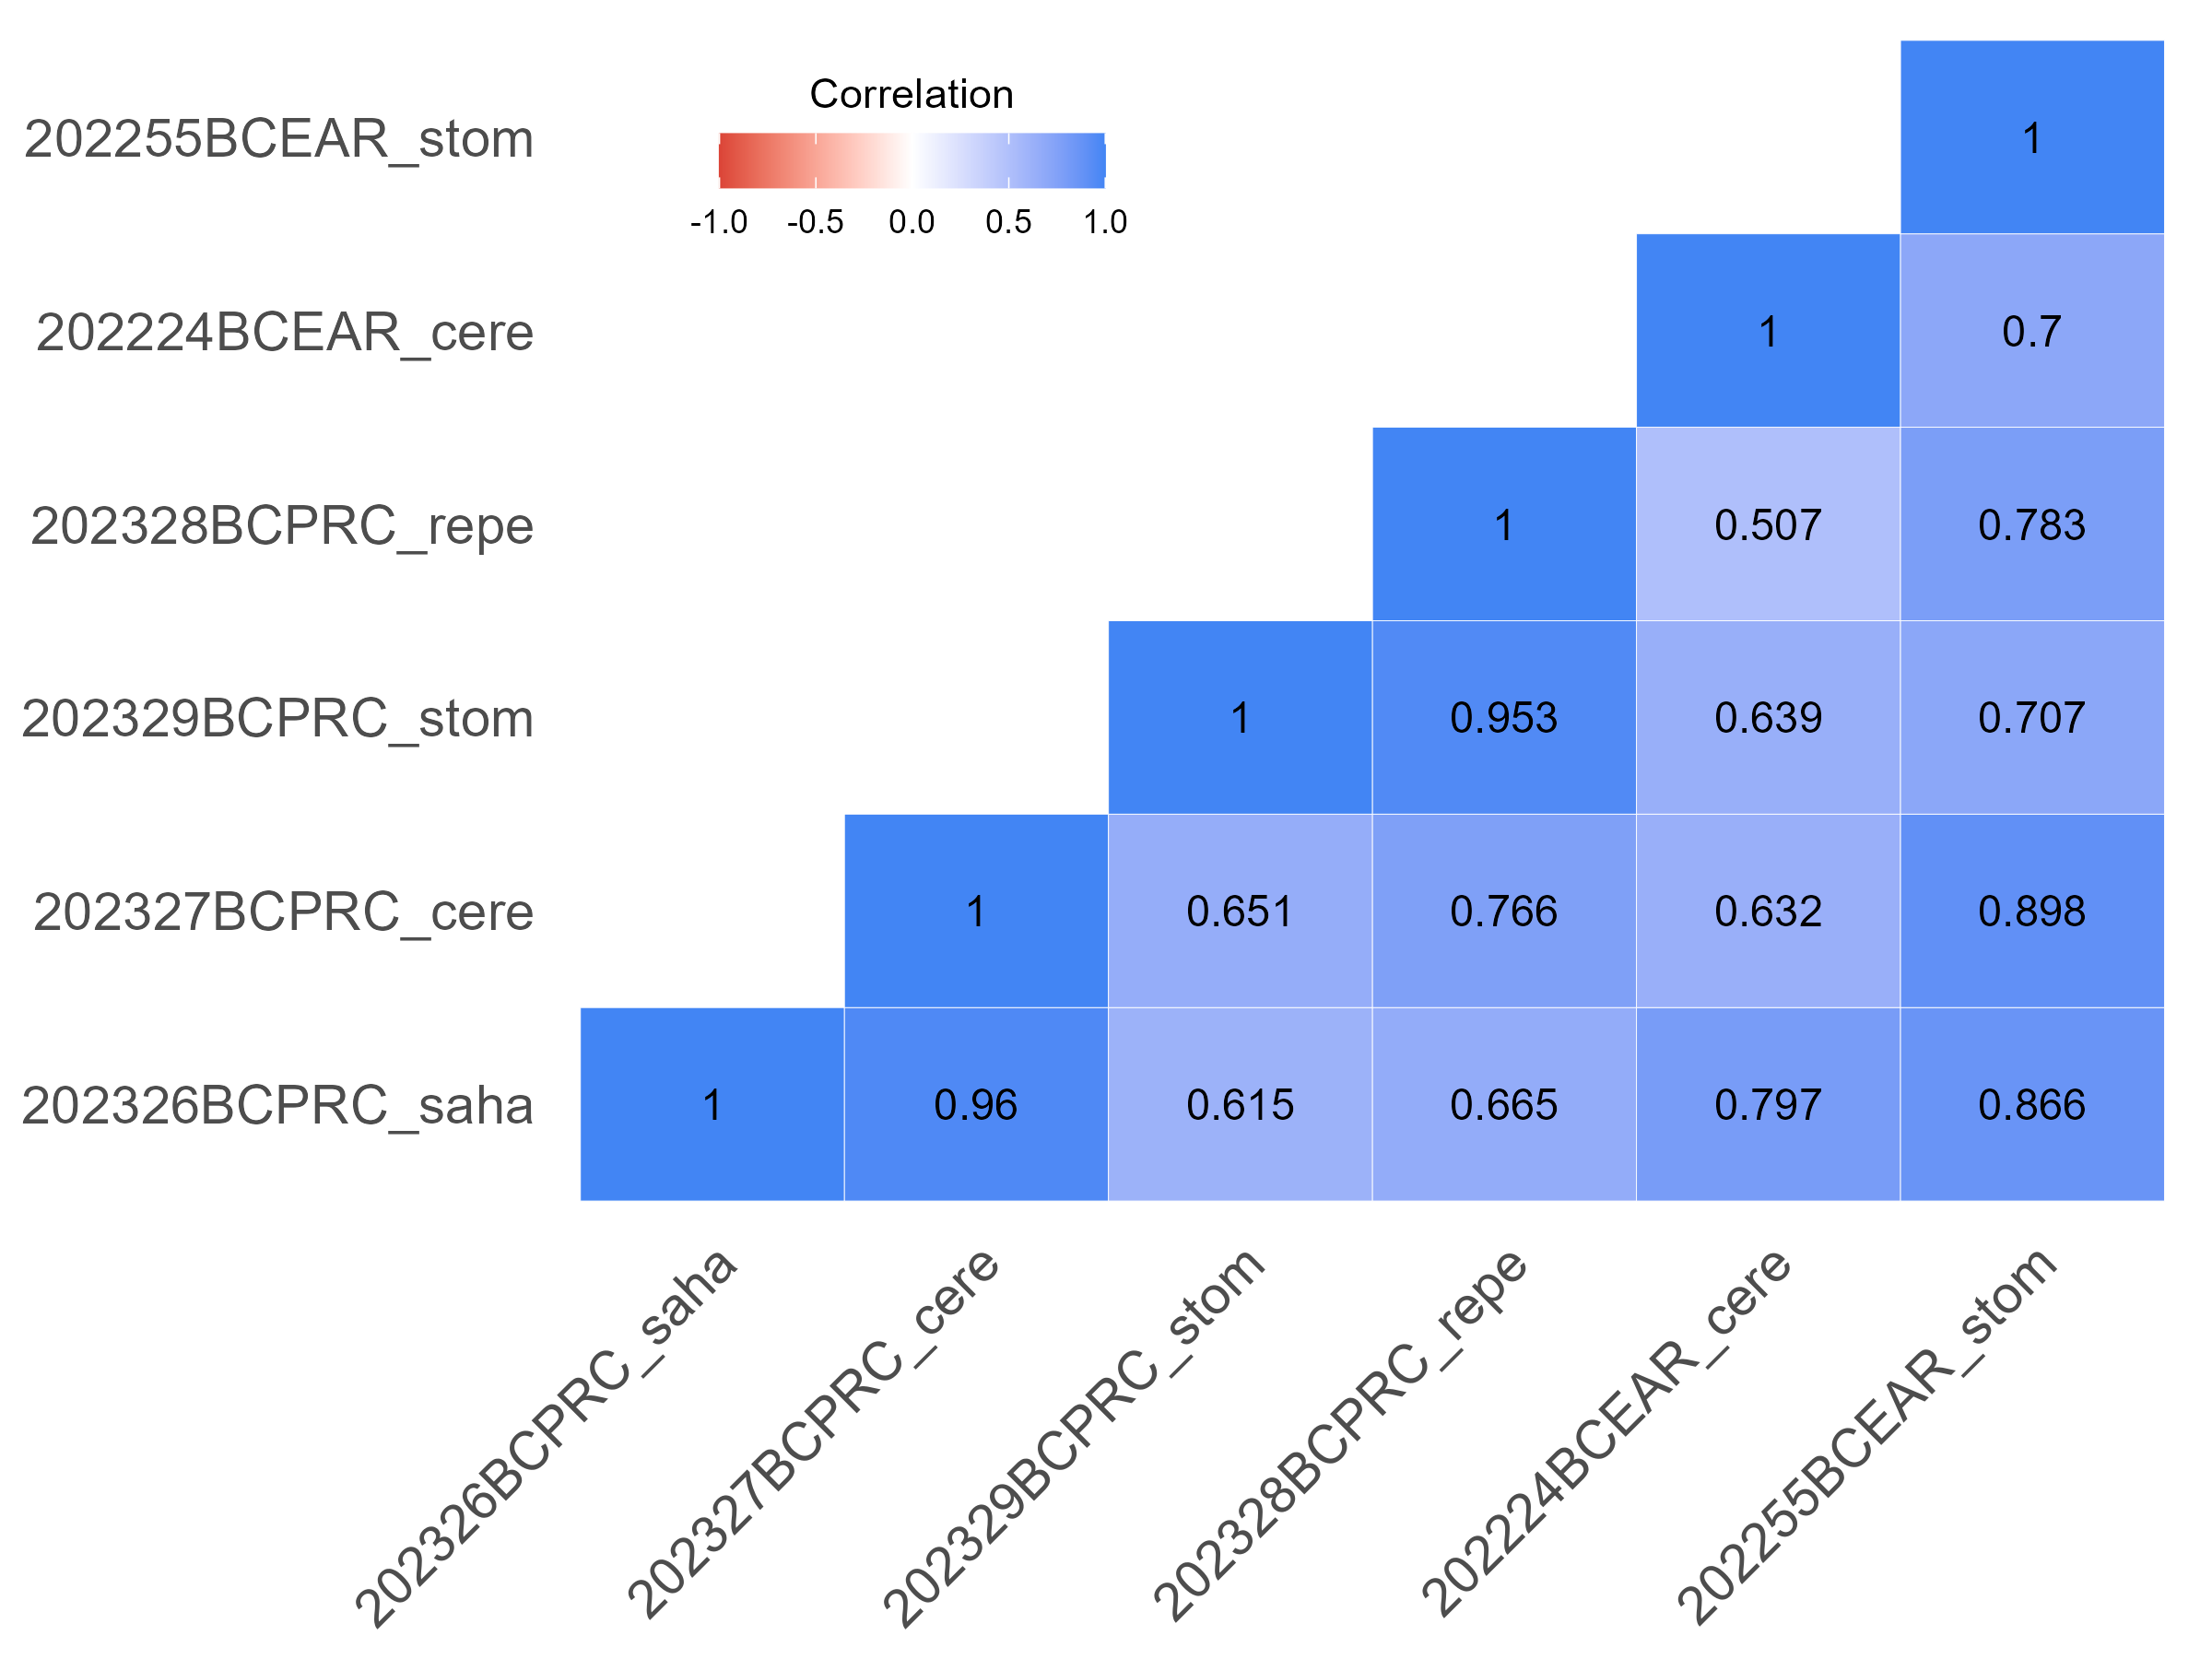 Correlation
-1.0 -0.5 0.0 0.5 1.0
202255BCEAR_stom 1
202224BCEAR_cere 1 0.7
202328BCPRC_repe 1 0.507 0.783
202329BCPRC_stom 1 0.953 0.639 0.707
202327BCPRC_cere 1 0.651 0.766 0.632 0.898
202326BCPRC_saha 1 0.96 0.615 0.665 0.797 0.866
202326BCPRC_saha
202327BCPRC_cere
202329BCPRC_stom
202328BCPRC_repe
202224BCEAR_cere
202255BCEAR_stom